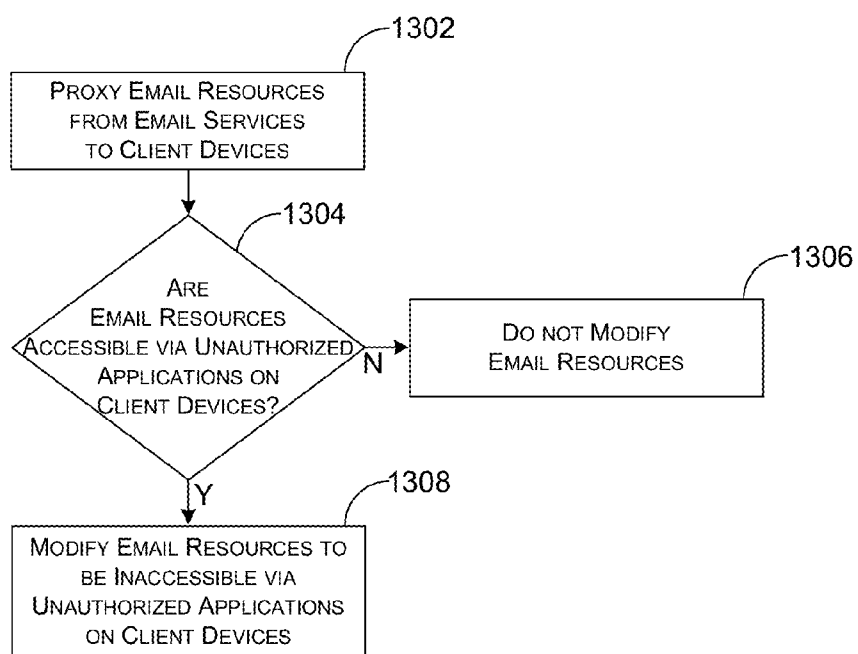 1302
PROXY EMAIL RESOURCES
FROM EMAIL SERVICES
TO CLIENT DEVICES
1304
ARE
EMAIL RESOURCES
ACCESSIBLE VIA UNAUTHORIZED
APPLICATIONS ON
CLIENT DEVICES?
N
1306
DO NOT MODIFY
EMAIL RESOURCES
Y
1308
MODIFY EMAIL RESOURCES TO
BE INACCESSIBLE VIA
UNAUTHORIZED APPLICATIONS
ON CLIENT DEVICES